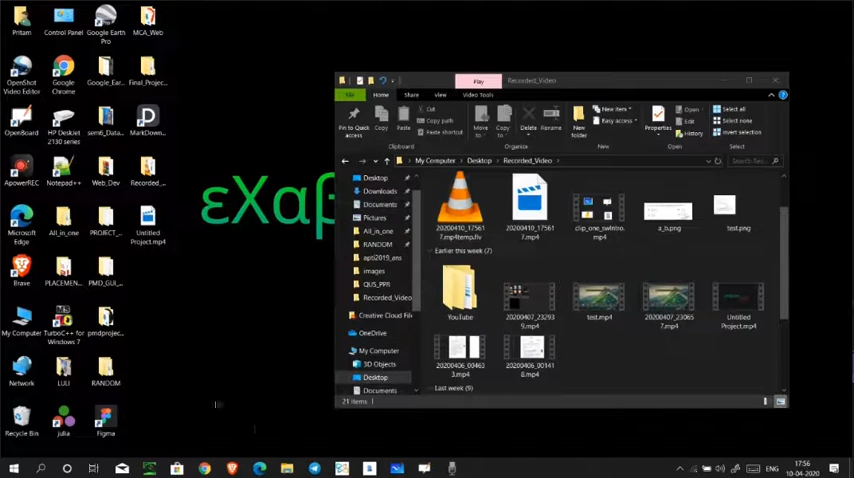 Pritam
Control Panel
Google Earth Pro
MCA_Web
OpenShot Video Editor
Google Chrome
Google_Ear...
Final_Projec...
OpenBoard
HP DeskJet 2130 series
sem6_Data...
MarkDown...
ApowerREC
Notepad++
Web_Dev
Recorded_...
Microsoft Edge
All_in_one
PROJECT_...
Untitled Project.mp4
Brave
PLACEMEN...
PMD_GUI_...
My Computer
TurboC++ for Windows 7
pmdprojec...
Network
LULI
RANDOM
Recycle Bin
julia
Figma
εXαβ
Play
Recorded_Video
File
Home
Share
View
Video Tools
Pin to Quick access
Copy
Paste
Cut
Copy path
Paste shortcut
Clipboard
Move to
Copy to
Delete
Rename
Organize
New folder
New item
Easy access
New
Properties
Open
Edit
History
Open
Select all
Select none
Invert selection
Select
My Computer > Desktop > Recorded_Video >
Search Rec...
Desktop
Downloads
Documents
Pictures
All_in_one
RANDOM
apti2019_ans
images
QUS_PPR
Recorded_Video
Creative Cloud File
OneDrive
My Computer
3D Objects
Desktop
Documents
20200410_175617.mp4temp.flv
20200410_175617.mp4
clip_one_swIntro.mp4
a_b.png
test.png
Earlier this week (7)
YouTube
20200407_232939.mp4
test.mp4
20200407_230657.mp4
Untitled Project.mp4
20200406_004633.mp4
20200406_001418.mp4
Last week (9)
21 items
ENG
17:56
10-04-2020